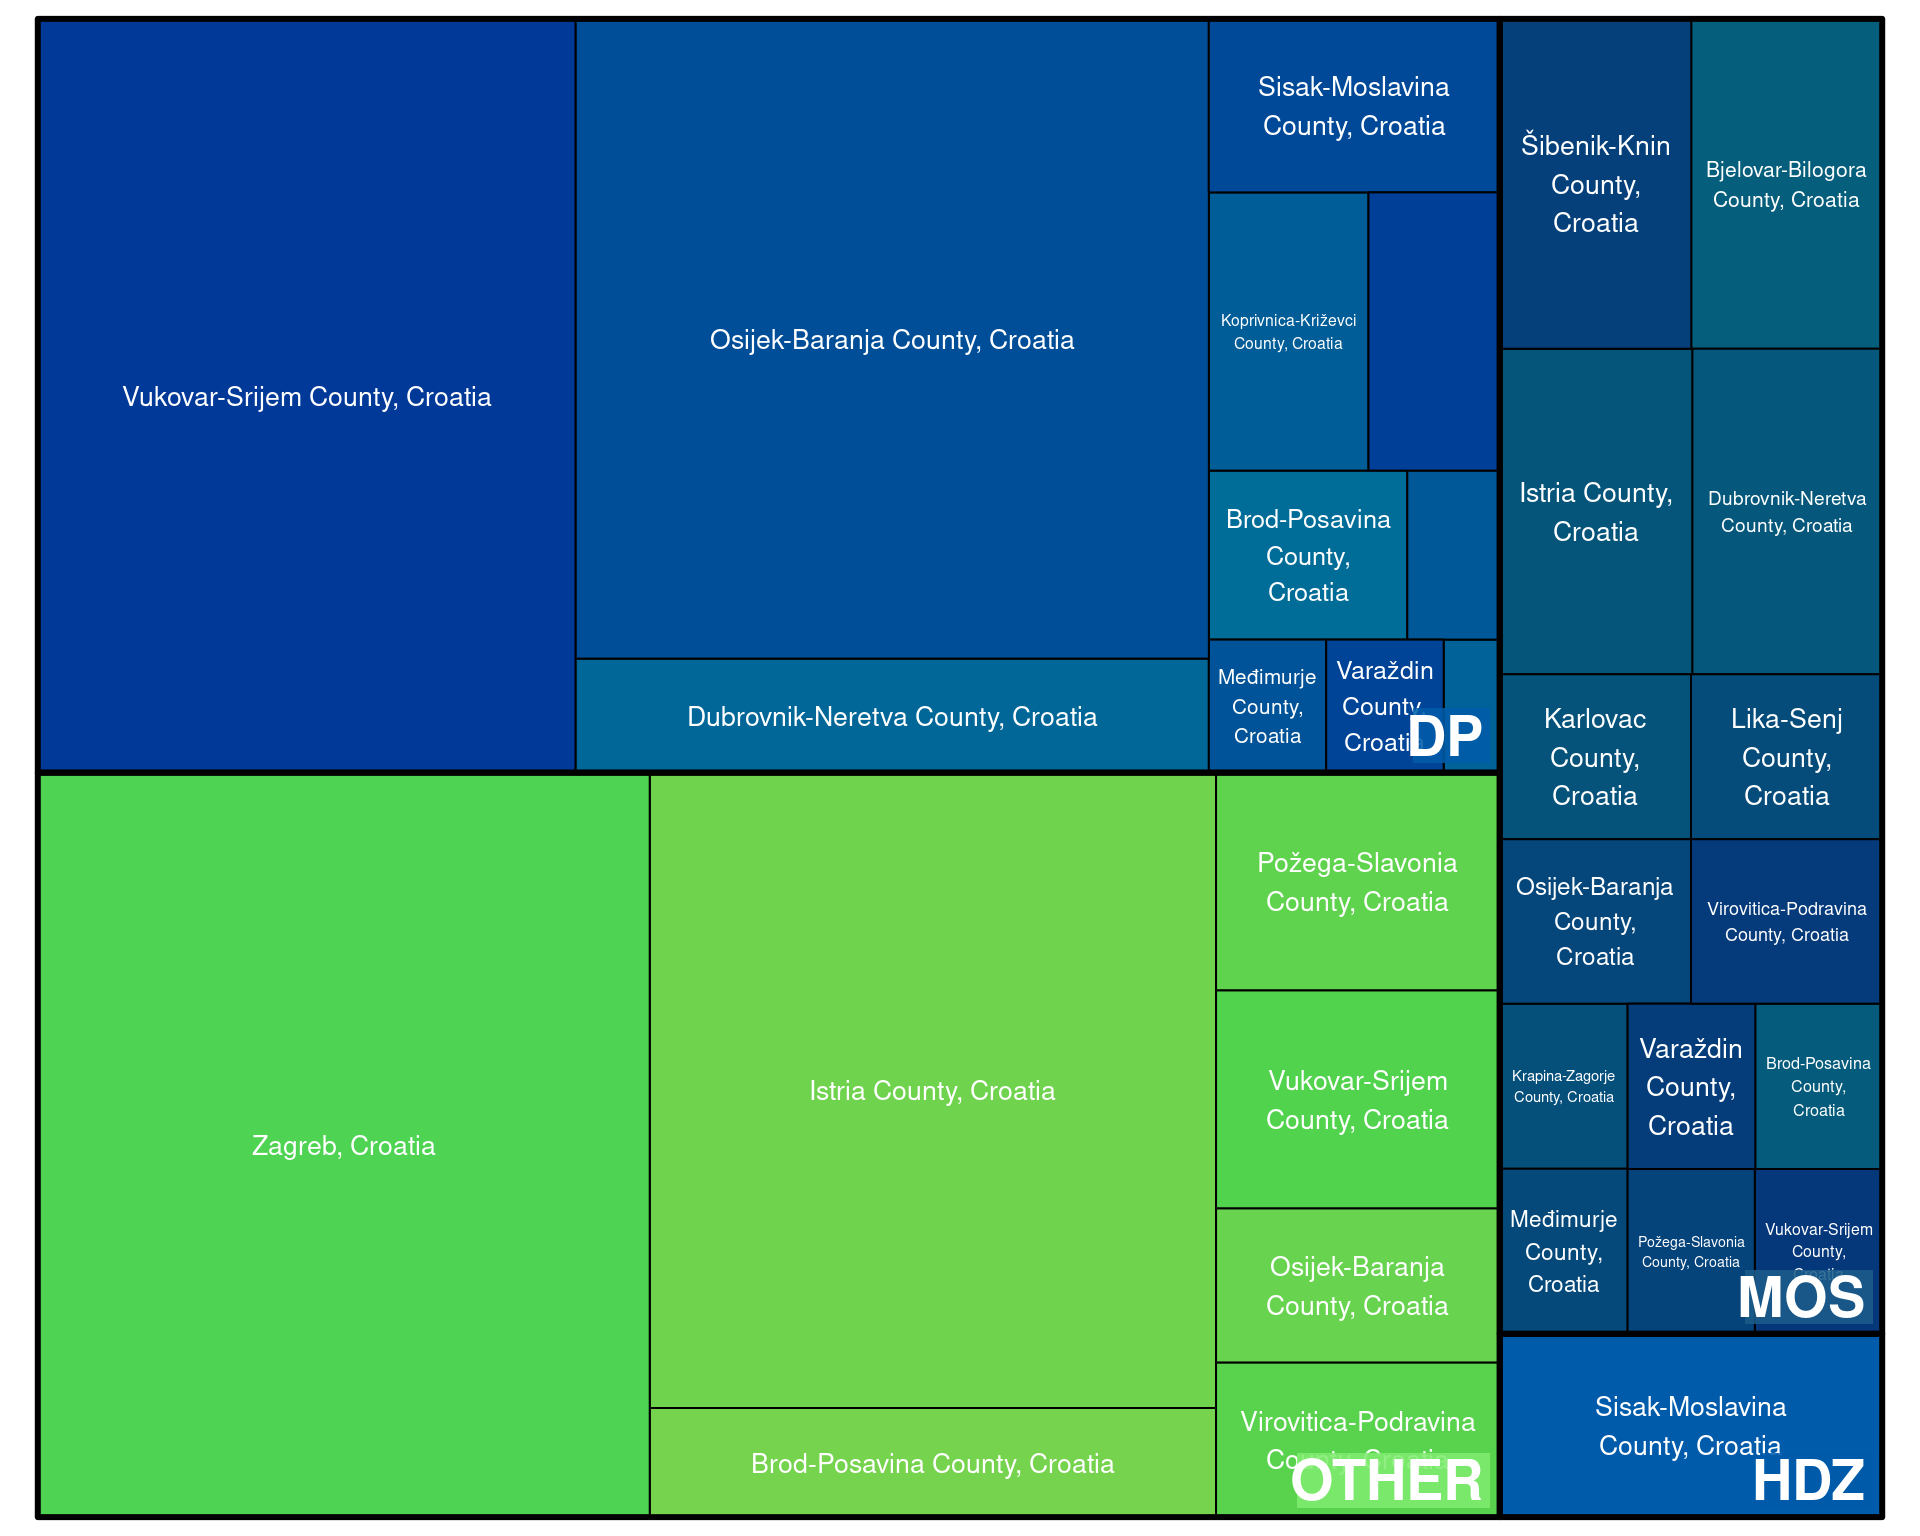 Vukovar-Srijem County, Croatia
Osijek-Baranja County, Croatia
Dubrovnik-Neretva County, Croatia
Sisak-Moslavina
County, Croatia
Koprivnica-Križevci
County, Croatia
Brod-Posavina
County,
Croatia
Međimurje
County,
Croatia
Varaždin
County,
Croatia
DP
Zagreb, Croatia
Istria County, Croatia
Brod-Posavina County, Croatia
Požega-Slavonia
County, Croatia
Vukovar-Srijem
County, Croatia
Osijek-Baranja
County, Croatia
Virovitica-Podravina
County, Croatia
OTHER
Šibenik-Knin
County,
Croatia
Bjelovar-Bilogora
County, Croatia
Istria County,
Croatia
Dubrovnik-Neretva
County, Croatia
Karlovac
County,
Croatia
Lika-Senj
County,
Croatia
Osijek-Baranja
County,
Croatia
Virovitica-Podravina
County, Croatia
Krapina-Zagorje
County, Croatia
Varaždin
County,
Croatia
Brod-Posavina
County,
Croatia
Međimurje
County,
Croatia
Požega-Slavonia
County, Croatia
Vukovar-Srijem
County,
Croatia
MOS
Sisak-Moslavina
County, Croatia
HDZ